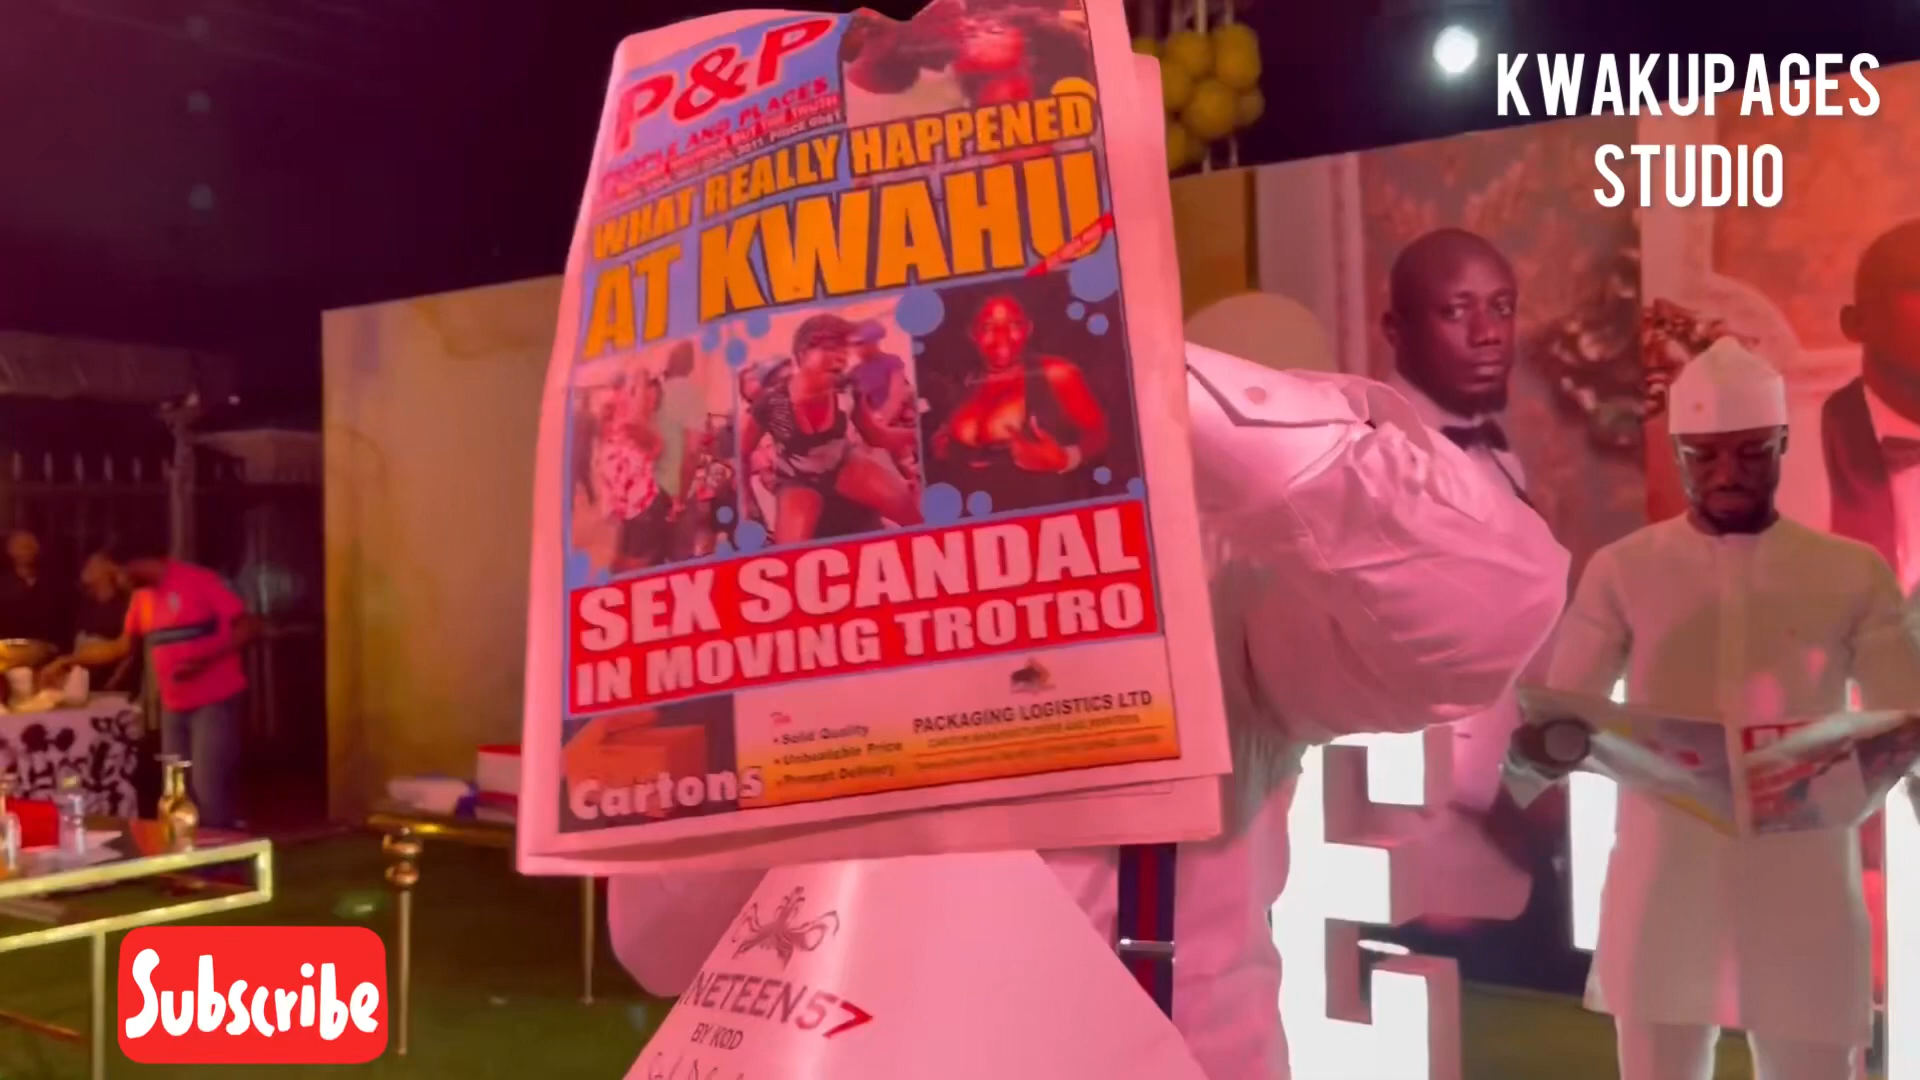 KWAKUPAGES
STUDIO
P&P
PEOPLE AND PLACES
WHAT REALLY HAPPENED
AT KWAHU
SEX SCANDAL
IN MOVING TROTRO
Cartons
• Solid Quality
• Unbeatable Price
• Prompt Delivery
PACKAGING LOGISTICS LTD
NETEEN57
BY KOD
Subscribe